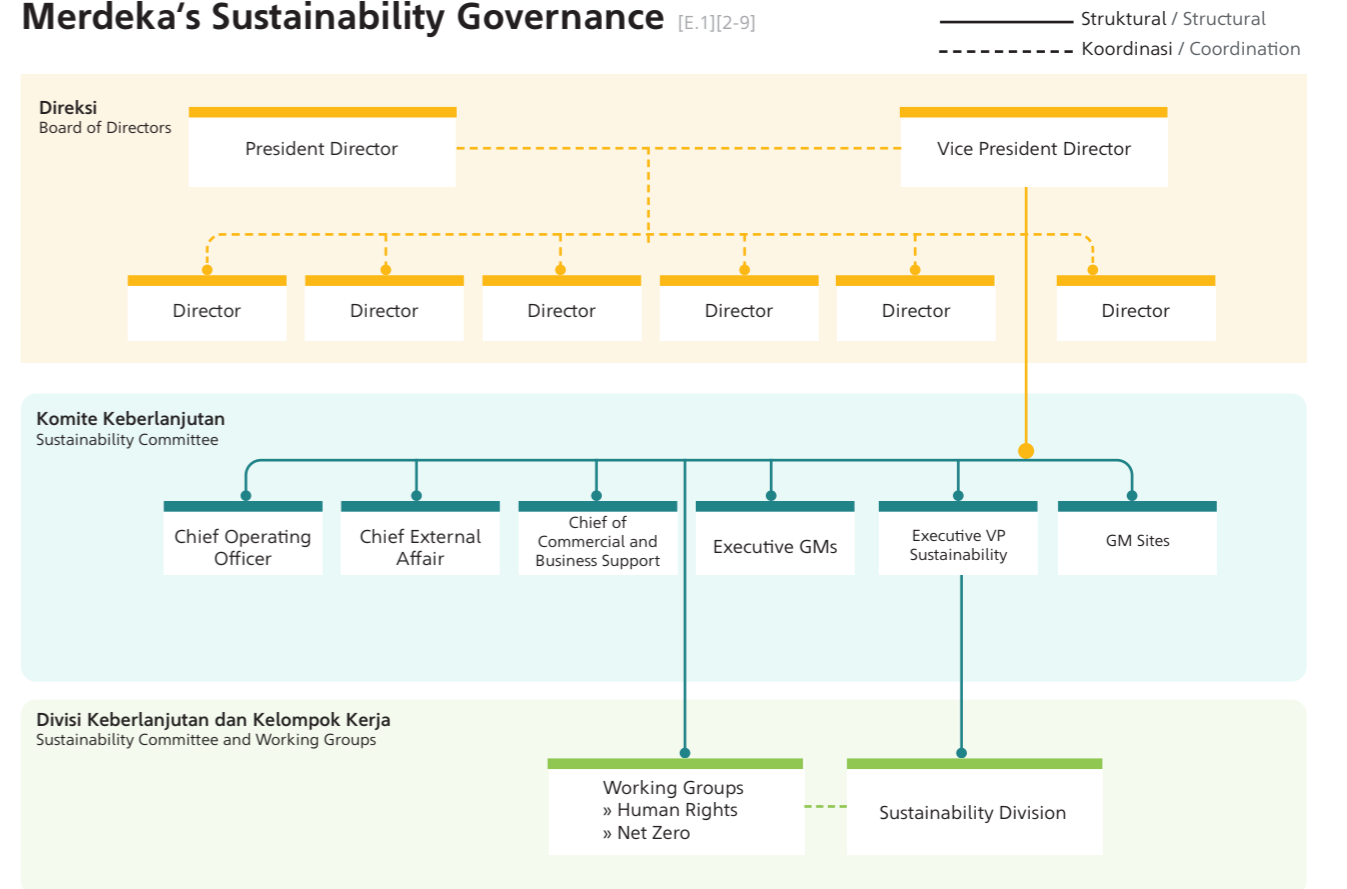 Merdeka’s Sustainability Governance [E.1][2-9]
Struktural / Structural
Koordinasi / Coordination
Direksi
Board of Directors
President Director
Vice President Director
Director
Director
Director
Director
Director
Director
Komite Keberlanjutan
Sustainability Committee
Chief Operating
Officer
Chief External
Affair
Chief of
Commercial and
Business Support
Executive GMs
Executive VP
Sustainability
GM Sites
Divisi Keberlanjutan dan Kelompok Kerja
Sustainability Committee and Working Groups
Working Groups
» Human Rights
» Net Zero
Sustainability Division